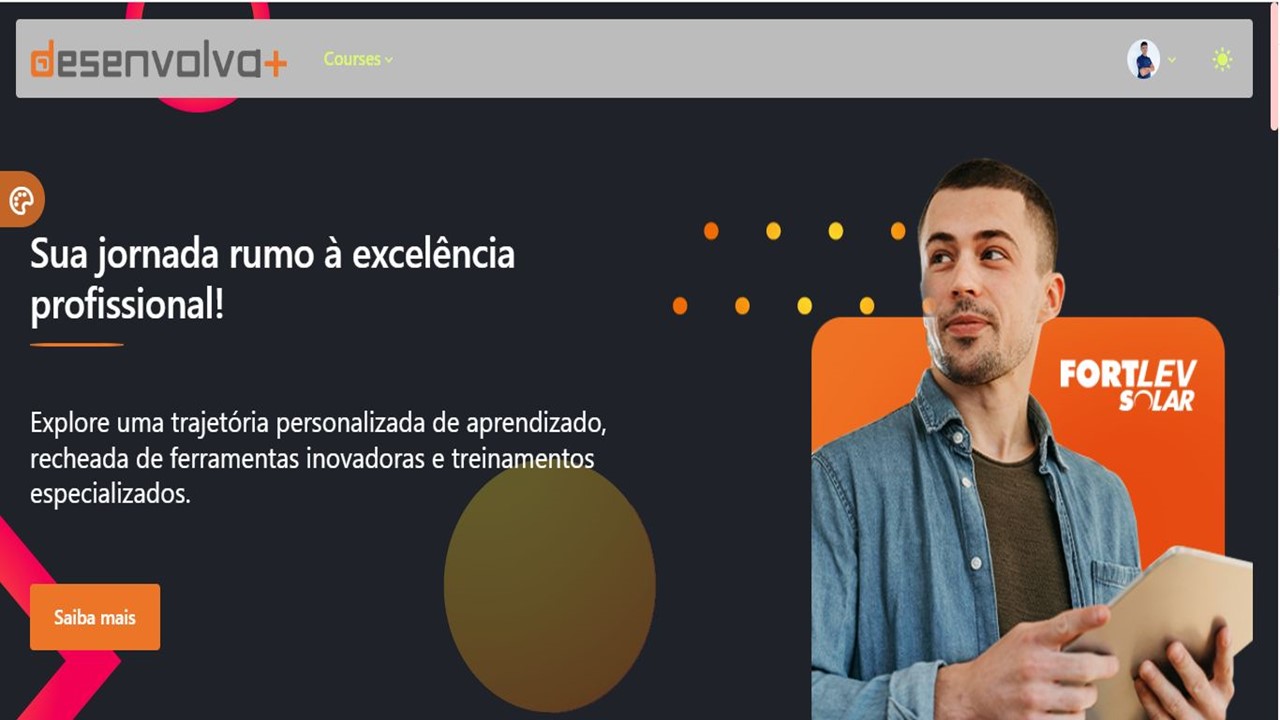 desenvolva+
Courses
Sua jornada rumo à excelência
profissional!
FORTLEV
SOLAR
Explore uma trajetória personalizada de aprendizado,
recheada de ferramentas inovadoras e treinamentos
especializados.
Saiba mais